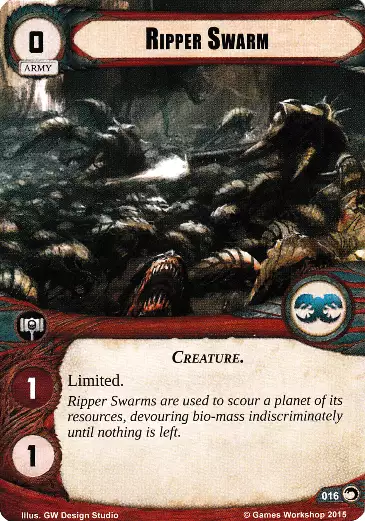 0
RIPPER SWARM
ARMY
CREATURE.
1
Limited.
Ripper Swarms are used to scour a planet of its
resources, devouring bio-mass indiscriminately
until nothing is left.
1
016
Illus. GW Design Studio
© Games Workshop 2015